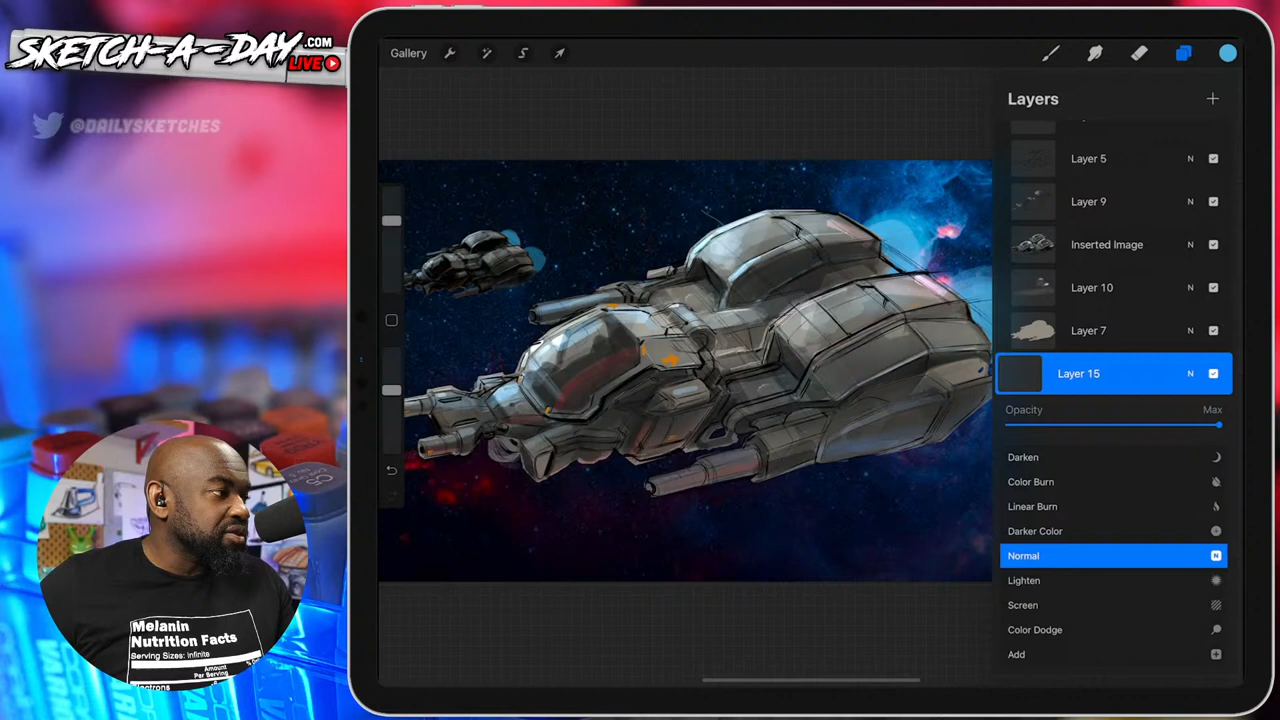 SKETCH-A-DAY.COM
LIVE
@DAILYSKETCHES
Gallery
Layers
Layer 5 N
Layer 9 N
Inserted Image N
Layer 10 N
Layer 7 N
Layer 15 N
Opacity Max
Darken
Color Burn
Linear Burn
Darker Color
Normal N
Lighten
Screen
Color Dodge
Add
Melanin
Nutrition Facts
Serving Sizes: infinite
Amount
Per Serving